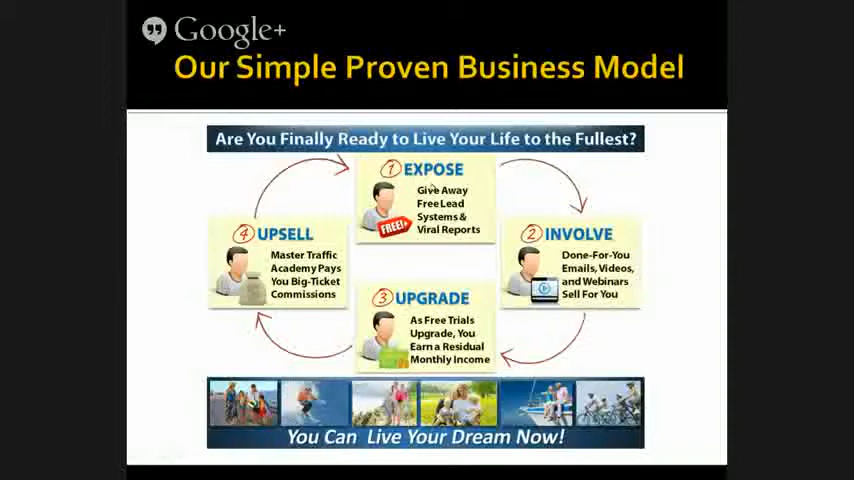 Google+
Our Simple Proven Business Model
Are You Finally Ready to Live Your Life to the Fullest?
1 EXPOSE
Give Away
Free Lead
Systems &
Viral Reports
FREE!
2 INVOLVE
Done-For-You
Emails, Videos,
and Webinars
Sell For You
3 UPGRADE
As Free Trials
Upgrade, You
Earn a Residual
Monthly Income
4 UPSELL
Master Traffic
Academy Pays
You Big-Ticket
Commissions
You Can Live Your Dream Now!